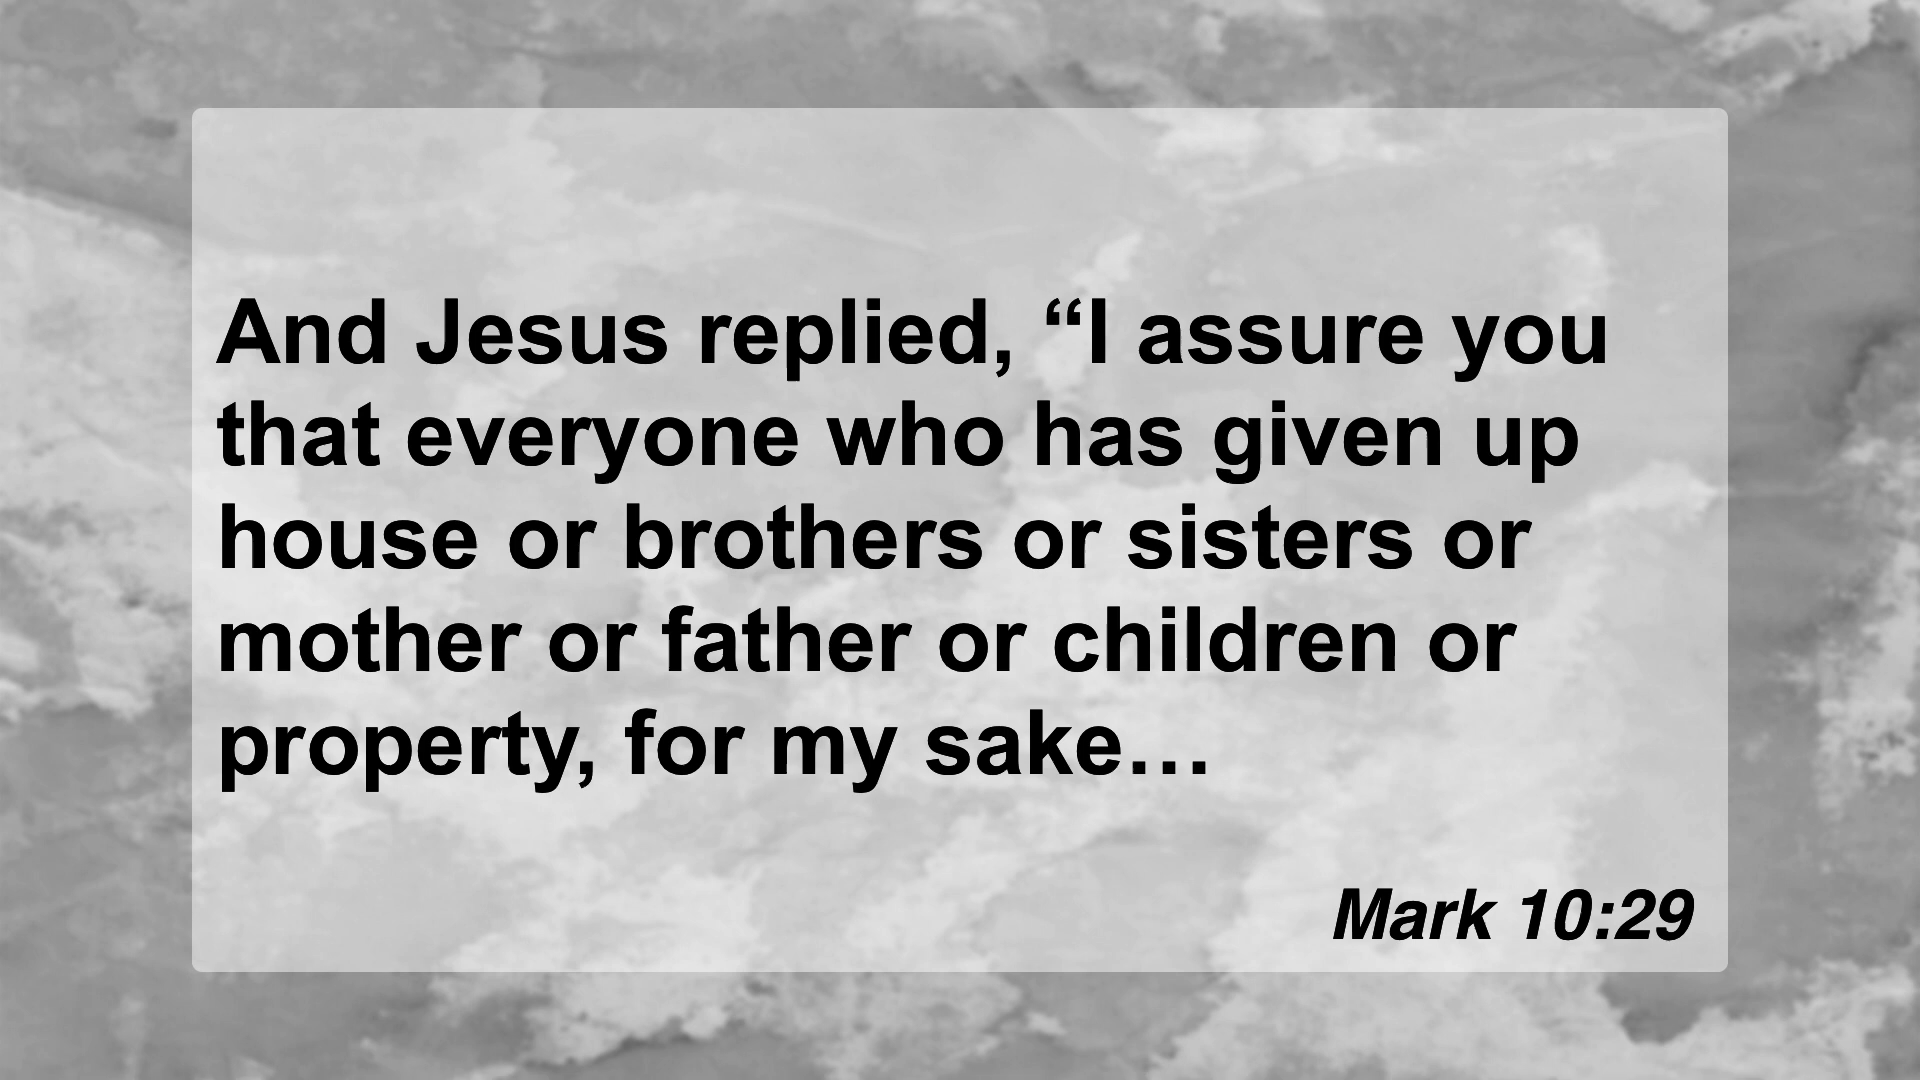 And Jesus replied, “I assure you
that everyone who has given up
house or brothers or sisters or
mother or father or children or
property, for my sake…
Mark 10:29